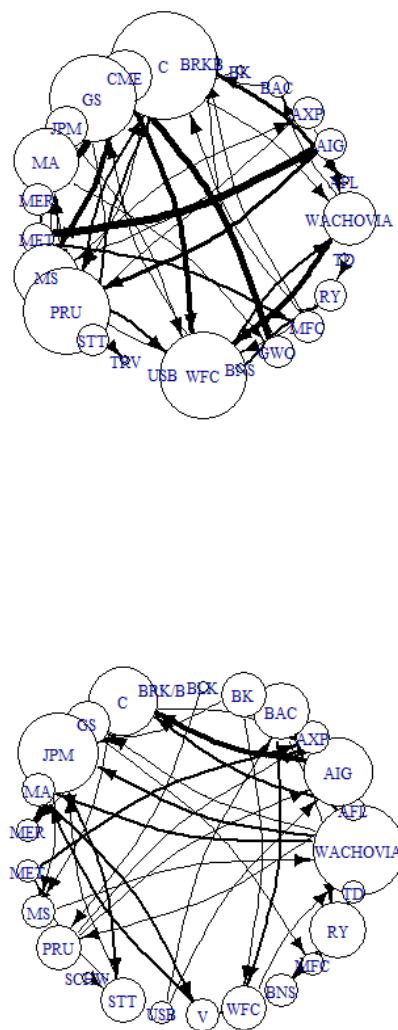 BRKB
BK
C
CME
BAC
GS
AXP
JPM
AIG
MA
AFL
MER
WACHOVIA
MET
TD
MS
RY
PRU
MFC
STT
GWO
TRV
BNS
USB
WFC
BRK/B
BLK
BK
C
BAC
GS
AXP
JPM
AIG
MA
AFL
MER
WACHOVIA
MET
TD
MS
RY
PRU
MFC
SCHW
BNS
STT
WFC
USB
V